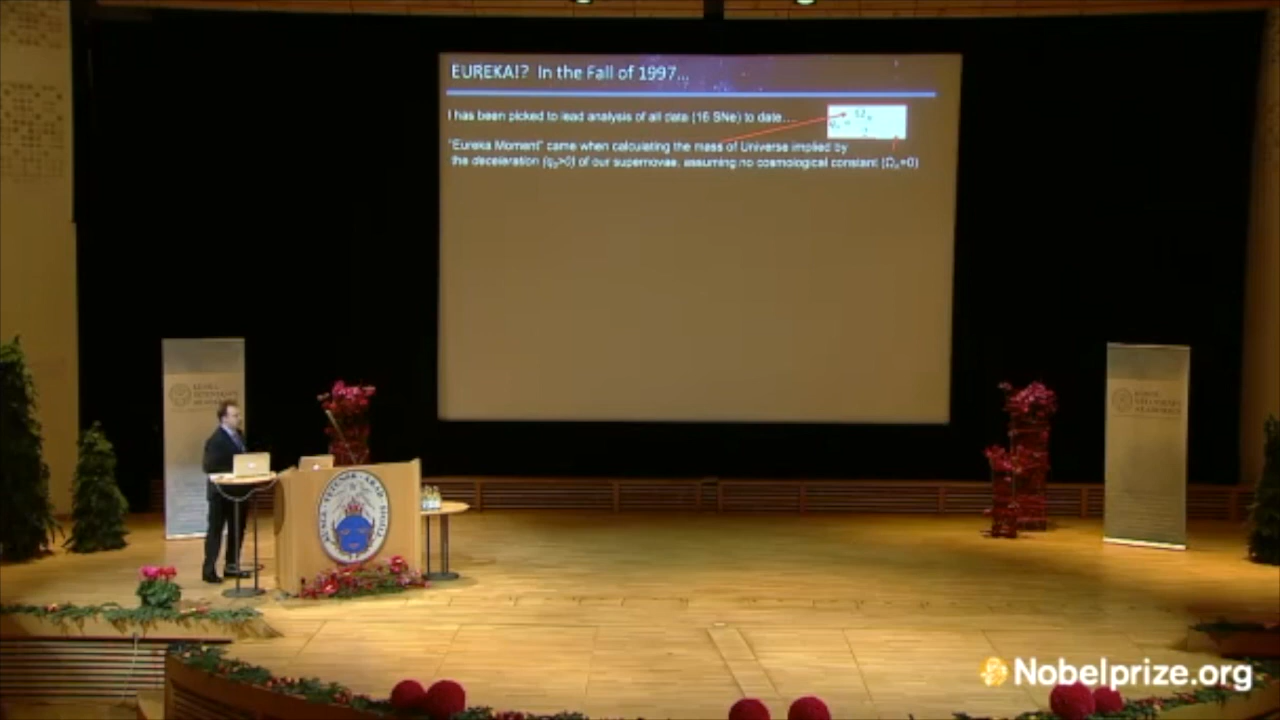 EUREKA!? In the Fall of 1997...
I has been picked to lead analysis of all data (16 SNe) to date....
"Eureka Moment" came when calculating the mass of Universe implied by
the deceleration (q₀>0) of our supernovae, assuming no cosmological constant (Ω_Λ=0)
Nobelprize.org